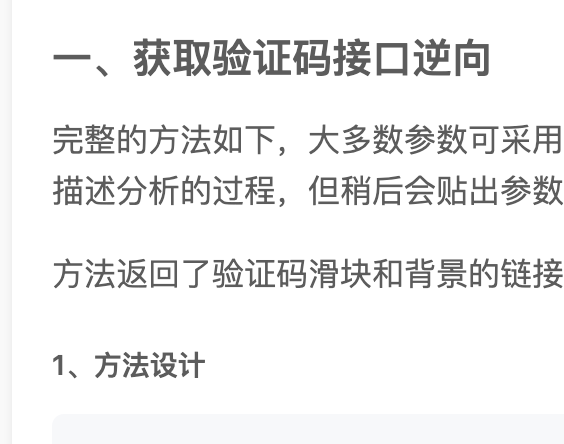 一、获取验证码接口逆向
完整的方法如下，大多数参数可采用
描述分析的过程，但稍后会贴出参数
方法返回了验证码滑块和背景的链接
1、方法设计